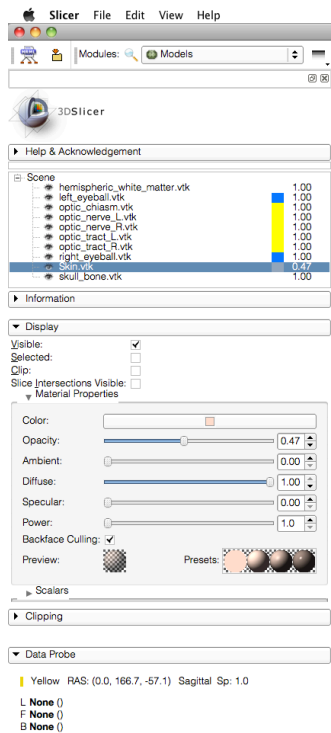 Slicer File Edit View Help
Modules: Models
3DSlicer
Help & Acknowledgement
Scene
hemispheric_white_matter.vtk 1.00
left_eyeball.vtk 1.00
optic_chiasm.vtk 1.00
optic_nerve_L.vtk 1.00
optic_nerve_R.vtk 1.00
optic_tract_L.vtk 1.00
optic_tract_R.vtk 1.00
right_eyeball.vtk 1.00
Skin.vtk 0.47
skull_bone.vtk 1.00
Information
Display
Visible:
Selected:
Clip:
Slice Intersections Visible:
Material Properties
Color:
Opacity: 0.47
Ambient: 0.00
Diffuse: 1.00
Specular: 0.00
Power: 1.0
Backface Culling:
Preview: Presets:
Scalars
Clipping
Data Probe
Yellow RAS: (0.0, 166.7, -57.1) Sagittal Sp: 1.0
L None ()
F None ()
B None ()